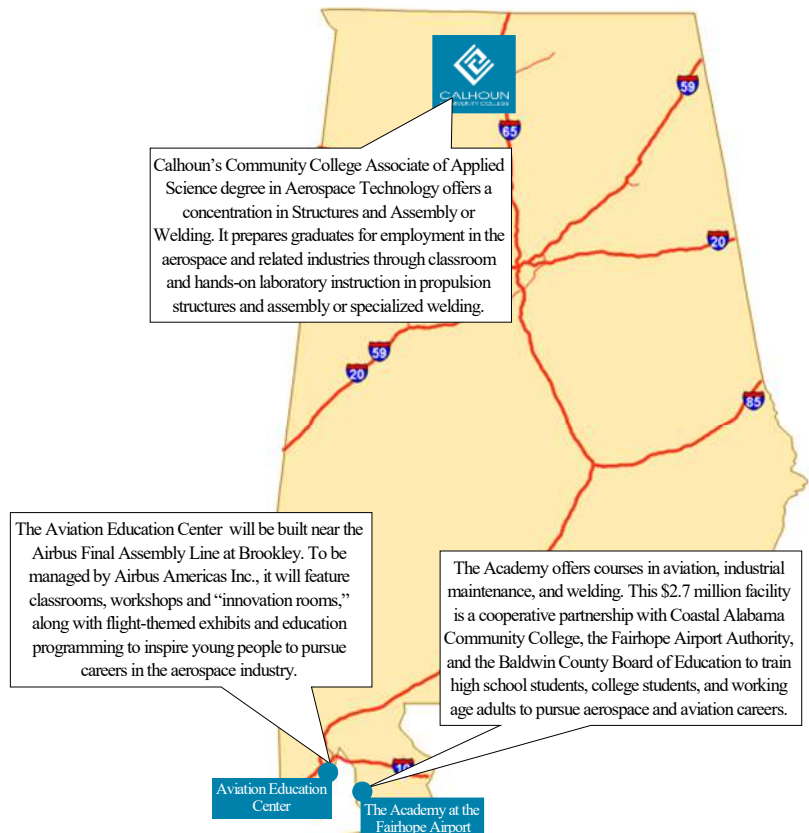 CALHOUN
COMMUNITY COLLEGE
59
65
Calhoun’s Community College Associate of Applied
Science degree in Aerospace Technology offers a
concentration in Structures and Assembly or
Welding. It prepares graduates for employment in the
aerospace and related industries through classroom
and hands-on laboratory instruction in propulsion
structures and assembly or specialized welding.
20
59
20
85
The Aviation Education Center will be built near the
Airbus Final Assembly Line at Brookley. To be
managed by Airbus Americas Inc., it will feature
classrooms, workshops and “innovation rooms,”
along with flight-themed exhibits and education
programming to inspire young people to pursue
careers in the aerospace industry.
The Academy offers courses in aviation, industrial
maintenance, and welding. This $2.7 million facility
is a cooperative partnership with Coastal Alabama
Community College, the Fairhope Airport Authority,
and the Baldwin County Board of Education to train
high school students, college students, and working
age adults to pursue aerospace and aviation careers.
10
Aviation Education
Center
The Academy at the
Fairhope Airport